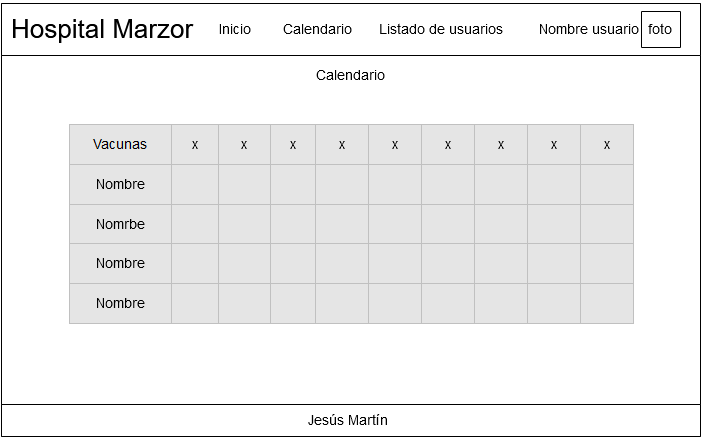 Hospital Marzor Inicio Calendario Listado de usuarios Nombre usuario foto
Calendario
Vacunas x x x x x x x x x
Nombre
Nomrbe
Nombre
Nombre
Jesús Martín